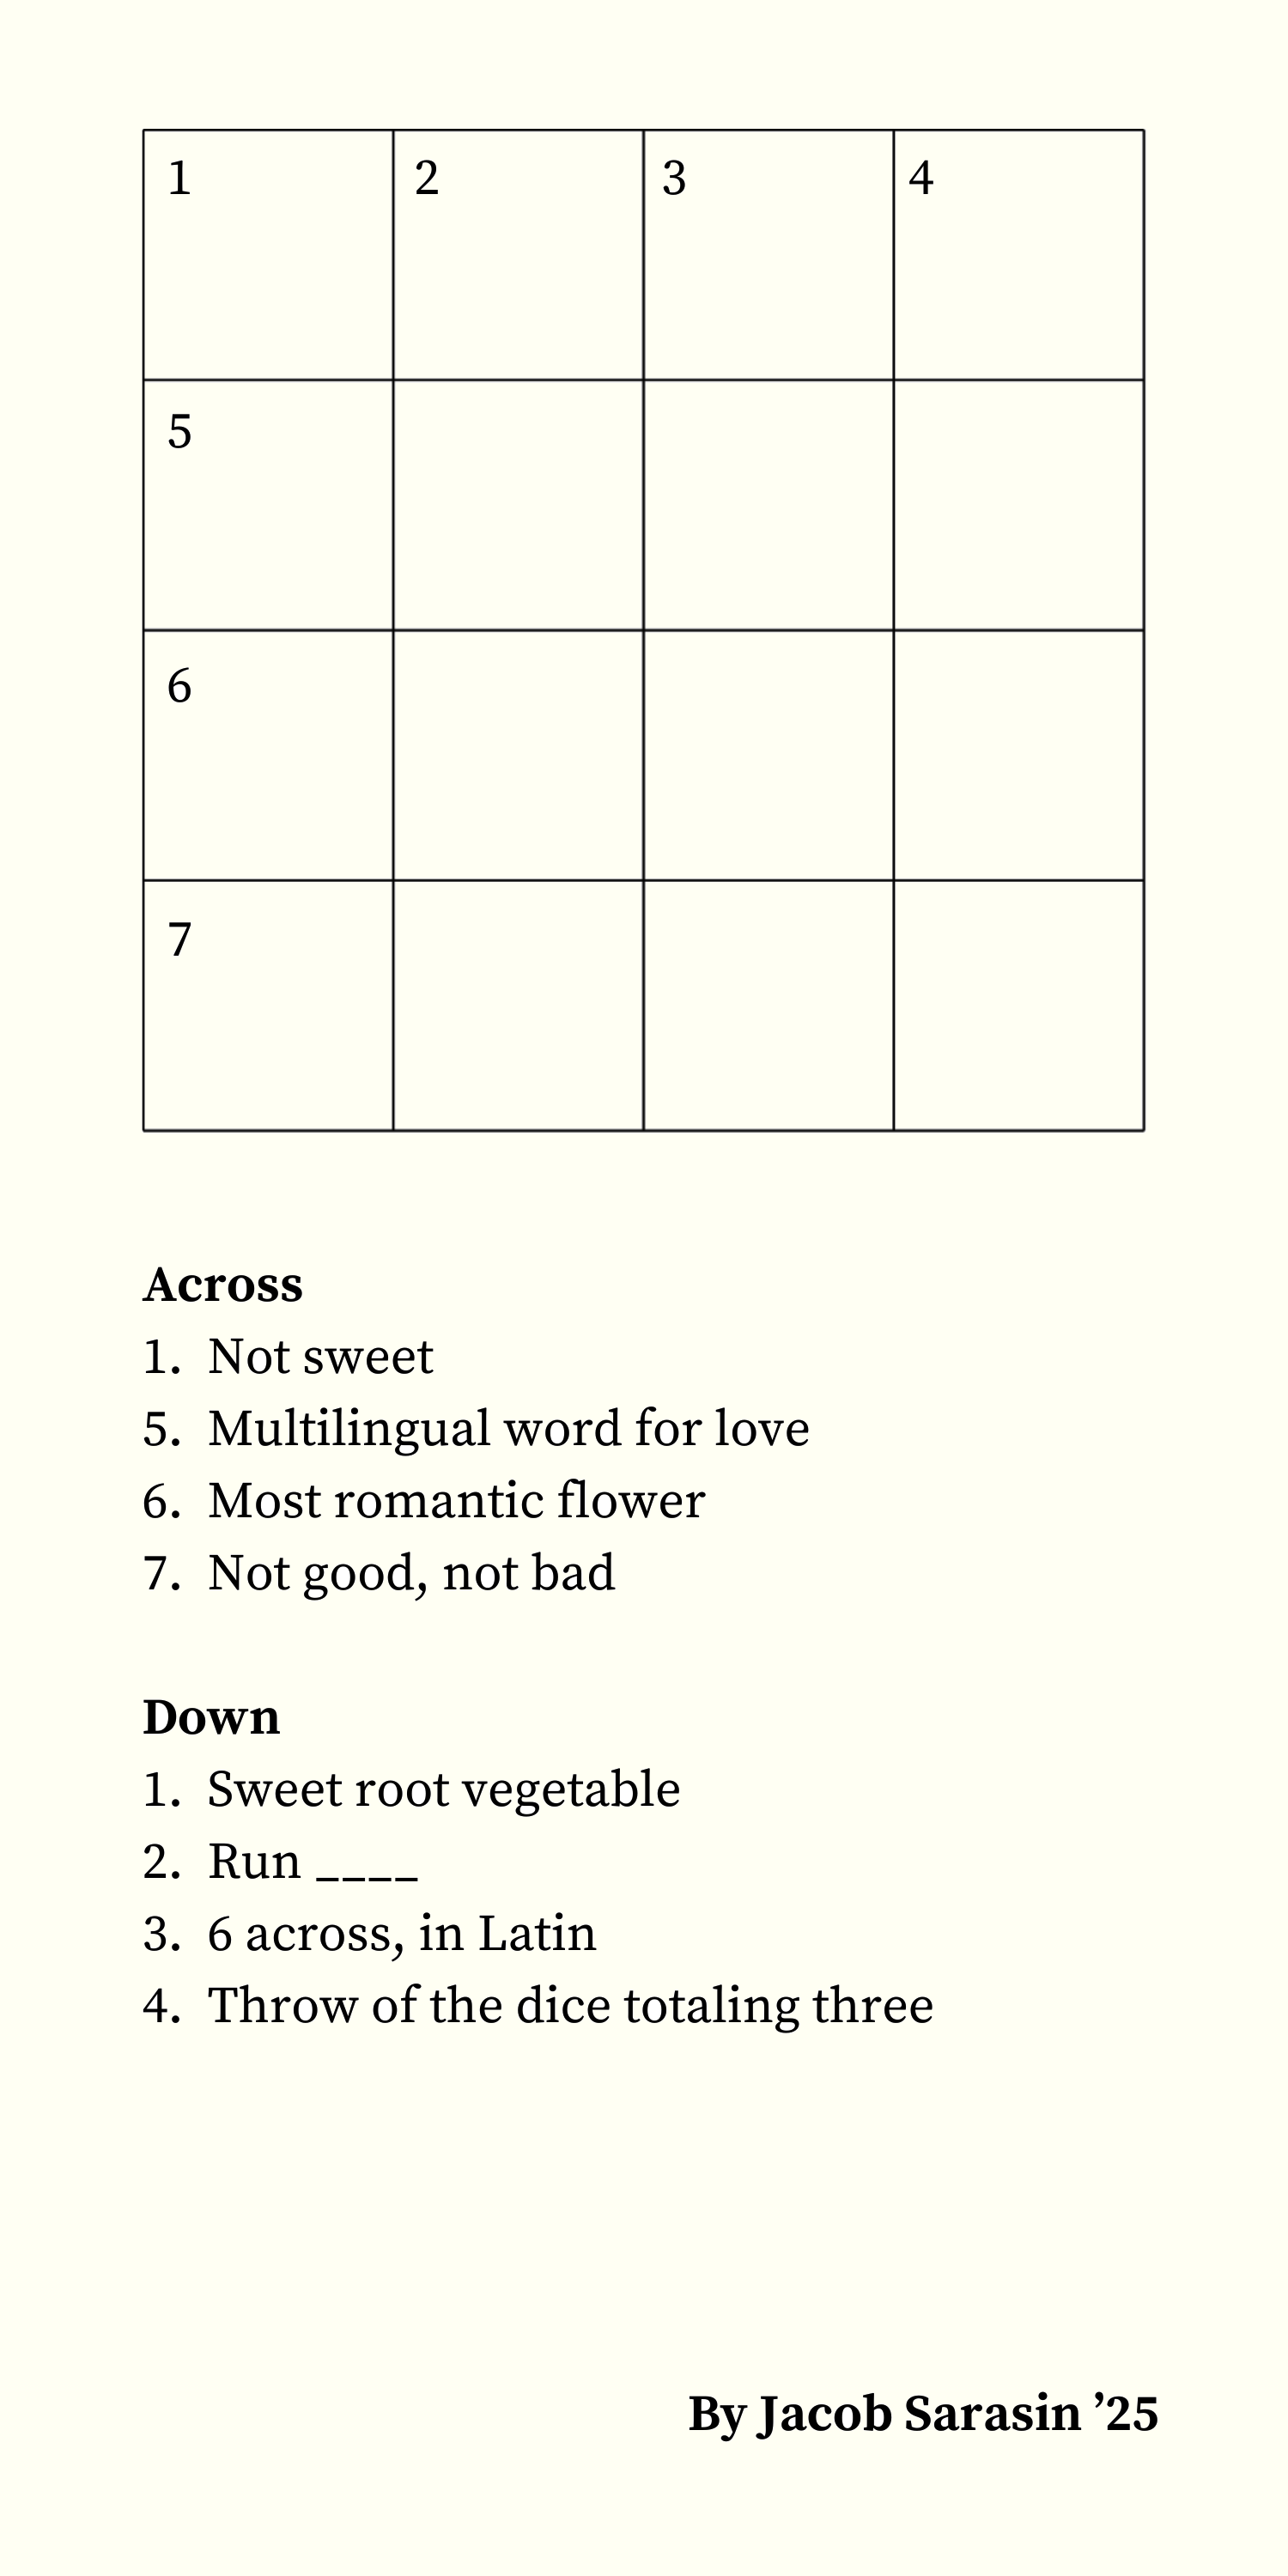 1 2 3 4
5
6
7
Across
1. Not sweet
5. Multilingual word for love
6. Most romantic flower
7. Not good, not bad
Down
1. Sweet root vegetable
2. Run ____
3. 6 across, in Latin
4. Throw of the dice totaling three
By Jacob Sarasin ’25